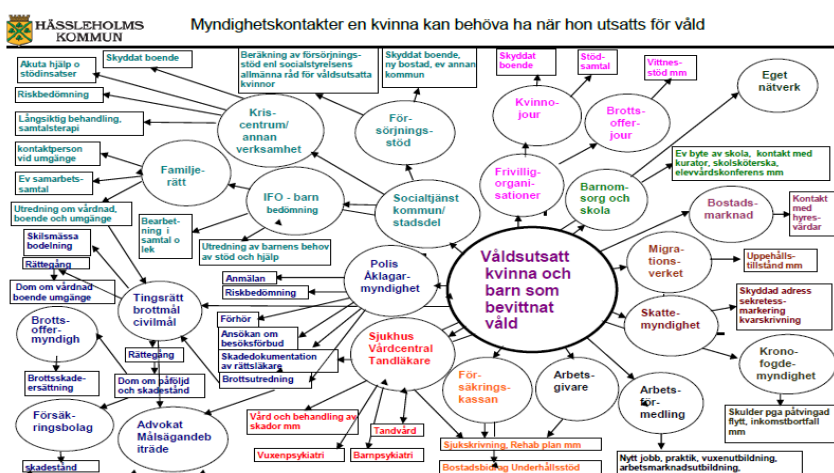 HÄSSLEHOLMS
KOMMUN
Myndighetskontakter en kvinna kan behöva ha när hon utsatts för våld
Akuta hjälp o
stödinsatser
Skyddat boende
Beräkning av försörjnings-
stöd enl socialstyrelsens
allmänna råd för våldsutsatta
kvinnor
Skyddat boende,
ny bostad, ev annan
kommun
Skyddat
boende
Stöd-
samtal
Vittnes-
stöd mm
Eget
nätverk
Riskbedömning
Långsiktig behandling,
samtalsterapi
kontaktperson
vid umgänge
Ev samarbets-
samtal
Utredning om vårdnad,
boende och umgänge
Kris-
centrum/
annan
verksamhet
För-
sörjnings-
stöd
Kvinno-
jour
Brotts-
offer-
jour
Familje-
rätt
IFO - barn
bedömning
Socialtjänst
kommun/
stadsdel
Frivillig-
organi-
sationer
Barnom-
sorg och
skola
Ev byte av skola, kontakt med
kurator, skolsköterska,
elevvårdskonferens mm
Bearbet-
ning i
samtal o
lek
Utredning av barnens behov
av stöd och hjälp
Bostads-
marknad
Kontakt
med
hyres-
värdar
Skilsmässa
bodelning
Rättegång
Dom om vårdnad
boende umgänge
Anmälan
Riskbedömning
Polis
Åklagar-
myndighet
Våldsutsatt
kvinna och
barn som
bevittnat
våld
Migra-
tions-
verket
Uppehålls-
tillstånd mm
Tingsrätt
brottmål
civilmål
Förhör
Ansökan om
besöksförbud
Skadedokumentation
av rättsläkare
Brottsutredning
Sjukhus
Vårdcentral
Tandläkare
Skatte-
myndighet
Skyddad adress
sekretess-
markering
kvarskrivning
Brotts-
offer-
myndigh
Rättegång
Brottsskade-
ersättning
Dom om påföljd
och skadestånd
För-
säkrings-
kassan
Arbets-
givare
Arbets-
för-
medling
Krono-
fogde-
myndighet
Skulder pga påtvingad
flytt, inkomstbortfall
mm
Försäk-
ringsbolag
skadestånd
Advokat
Målsägandeb
iträde
Vård och behandling av
skador mm
Tandvård
Vuxenpsykiatri
Barnpsykiatri
Sjukskrivning, Rehab plan mm
Bostadsbidrag Underhållsstöd
Nytt jobb, praktik, vuxenutbildning,
arbetsmarknadsutbildning,